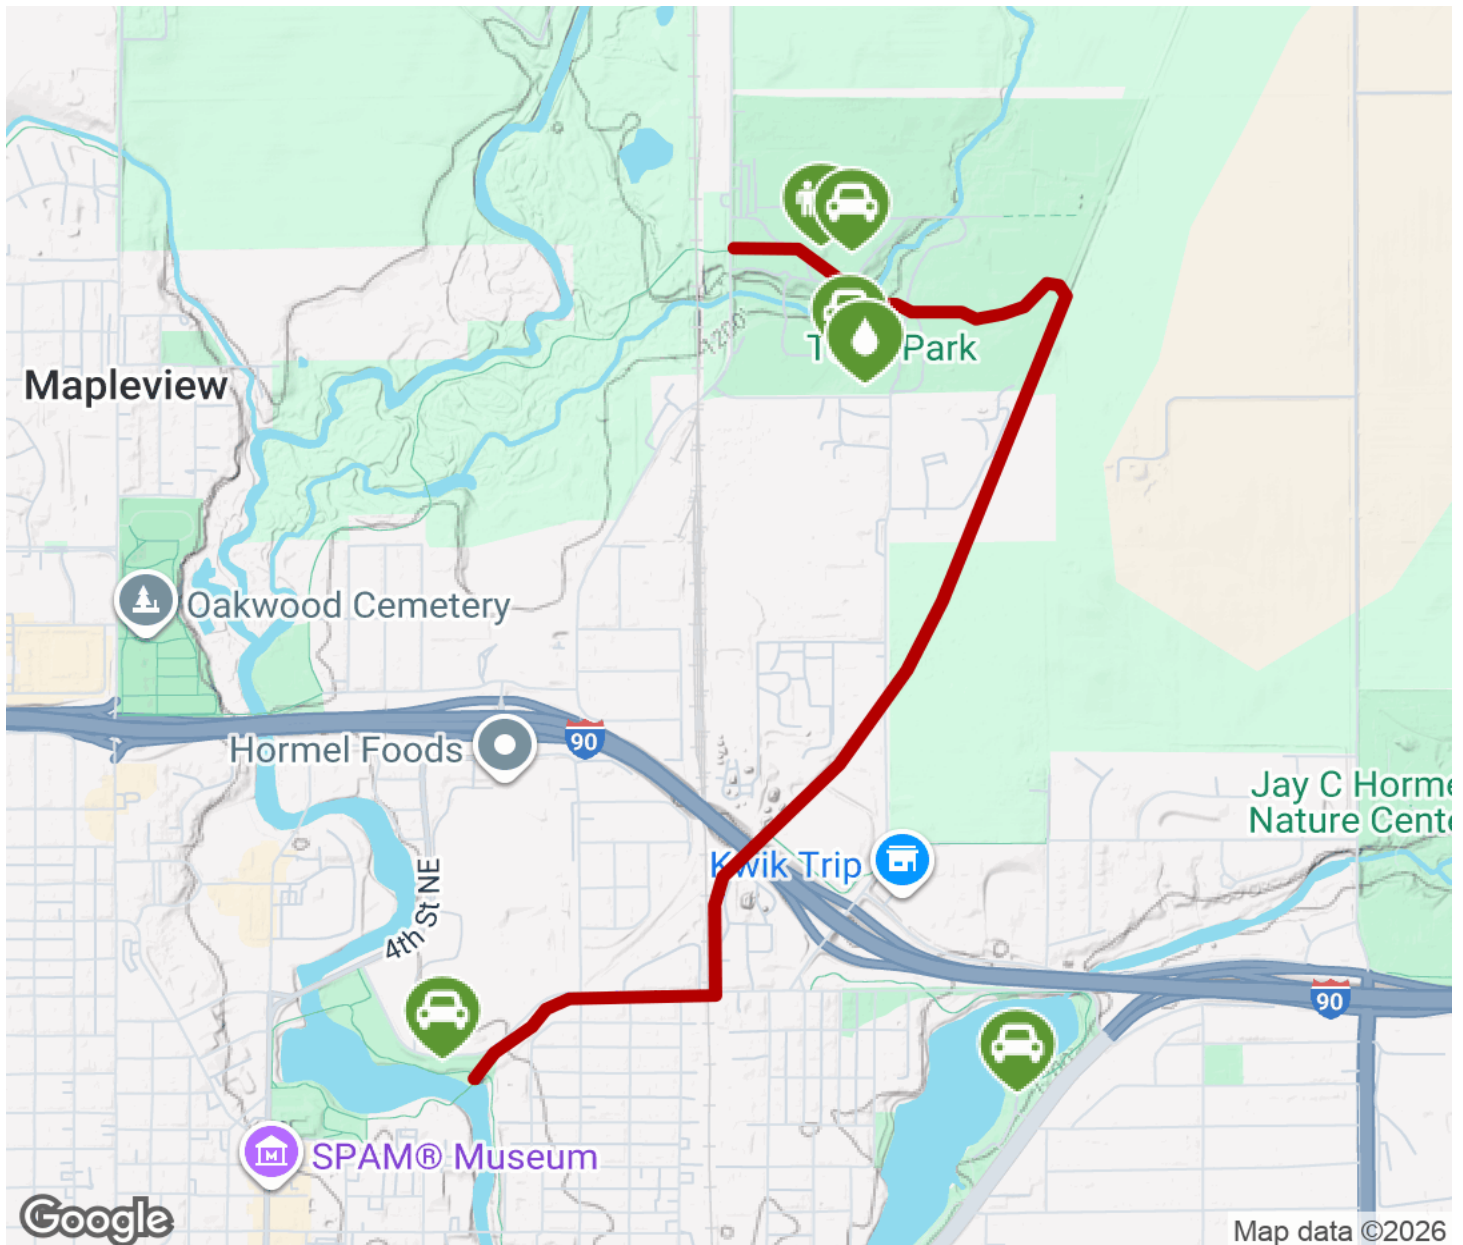 1200
T Park
Mapleview
Oakwood Cemetery
90
Hormel Foods
Jay C Horme
Nature Cente
Kwik Trip
4th St NE
90
SPAM® Museum
Google
Map data ©2026